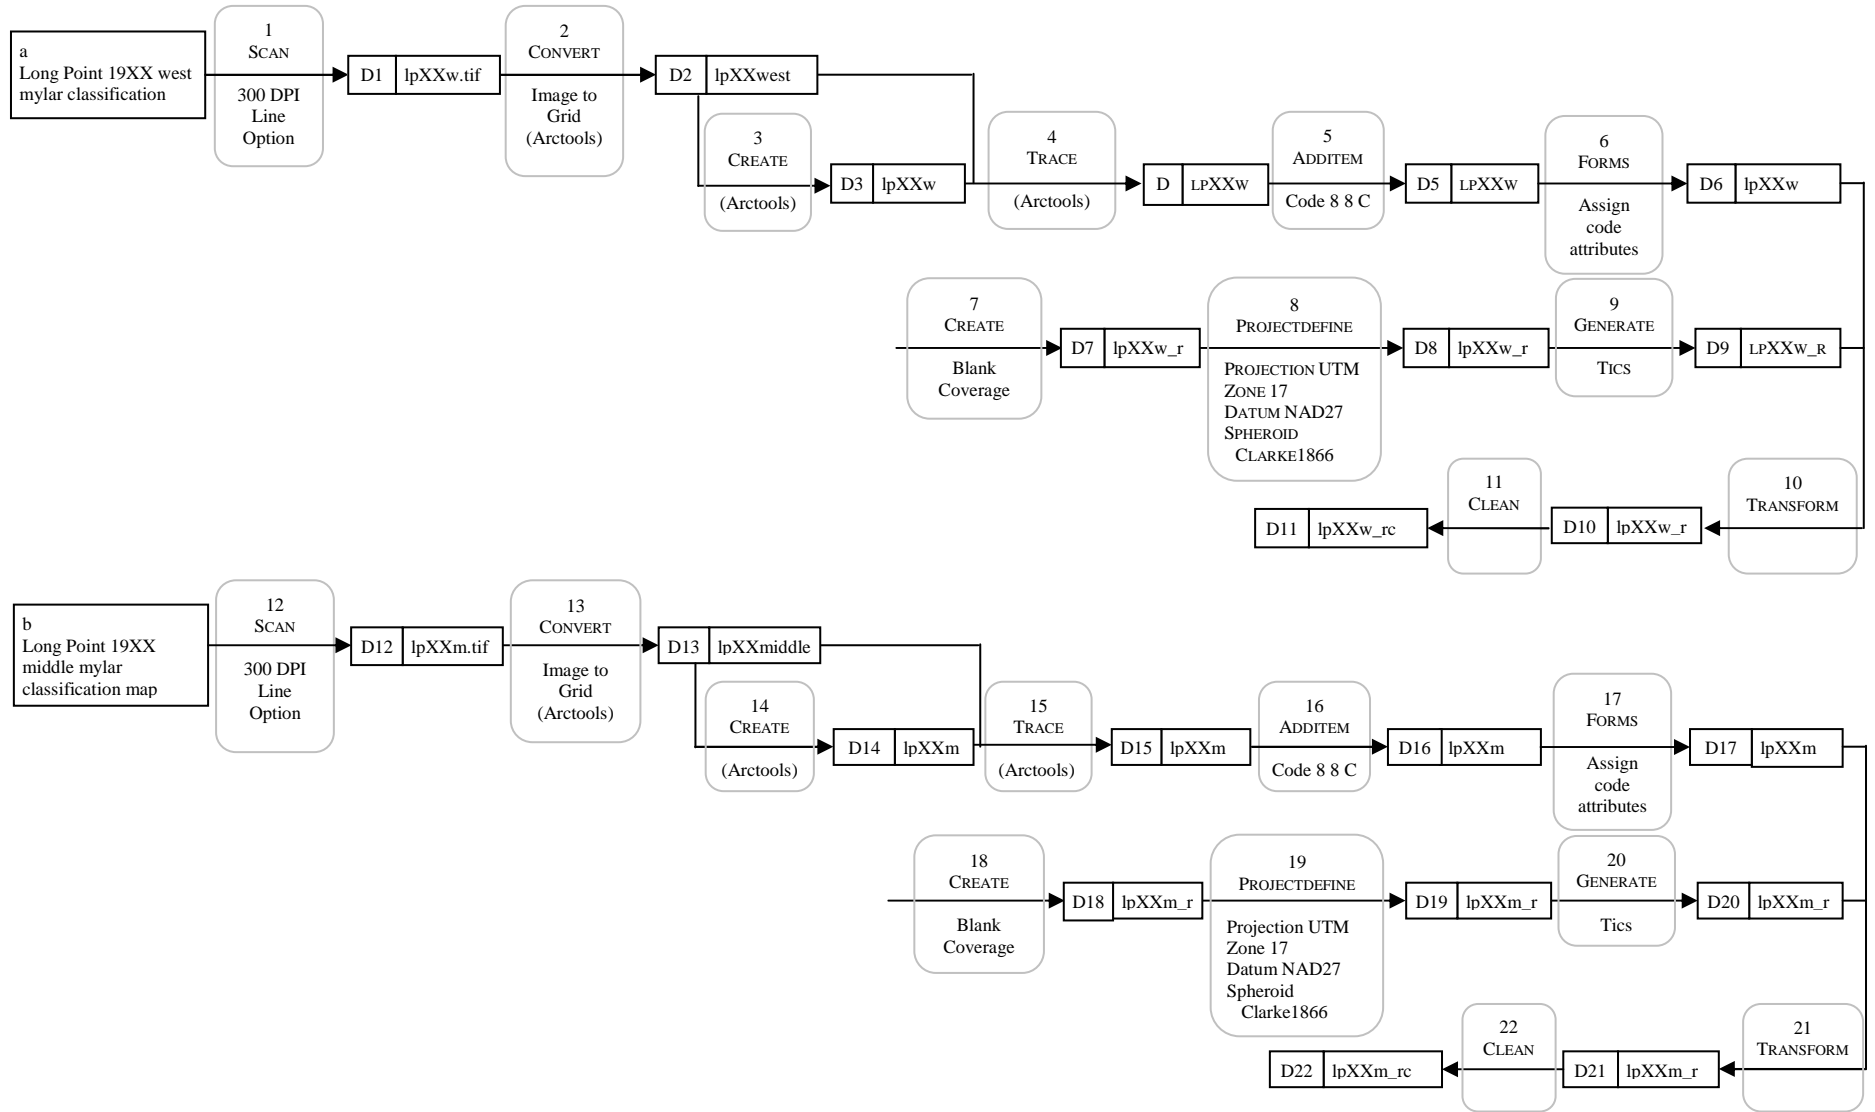 a
Long Point 19XX west
mylar classification
1
SCAN
300 DPI
Line
Option
D1 lpXXw.tif
2
CONVERT
Image to
Grid
(Arctools)
D2 lpXXwest
3
CREATE
(Arctools)
D3 lpXXw
4
TRACE
(Arctools)
D LPXXW
5
ADDITEM
Code 8 8 C
D5 LPXXW
6
FORMS
Assign
code
attributes
D6 lpXXw
7
CREATE
Blank
Coverage
D7 lpXXw_r
8
PROJECTDEFINE
PROJECTION UTM
ZONE 17
DATUM NAD27
SPHEROID
CLARKE1866
D8 lpXXw_r
9
GENERATE
TICS
D9 LPXXW_R
10
TRANSFORM
D10 lpXXw_r
11
CLEAN
D11 lpXXw_rc
b
Long Point 19XX
middle mylar
classification map
12
SCAN
300 DPI
Line
Option
D12 lpXXm.tif
13
CONVERT
Image to
Grid
(Arctools)
D13 lpXXmiddle
14
CREATE
(Arctools)
D14 lpXXm
15
TRACE
(Arctools)
D15 lpXXm
16
ADDITEM
Code 8 8 C
D16 lpXXm
17
FORMS
Assign
code
attributes
D17 lpXXm
18
CREATE
Blank
Coverage
D18 lpXXm_r
19
PROJECTDEFINE
Projection UTM
Zone 17
Datum NAD27
Spheroid
Clarke1866
D19 lpXXm_r
20
GENERATE
Tics
D20 lpXXm_r
21
TRANSFORM
D21 lpXXm_r
22
CLEAN
D22 lpXXm_rc